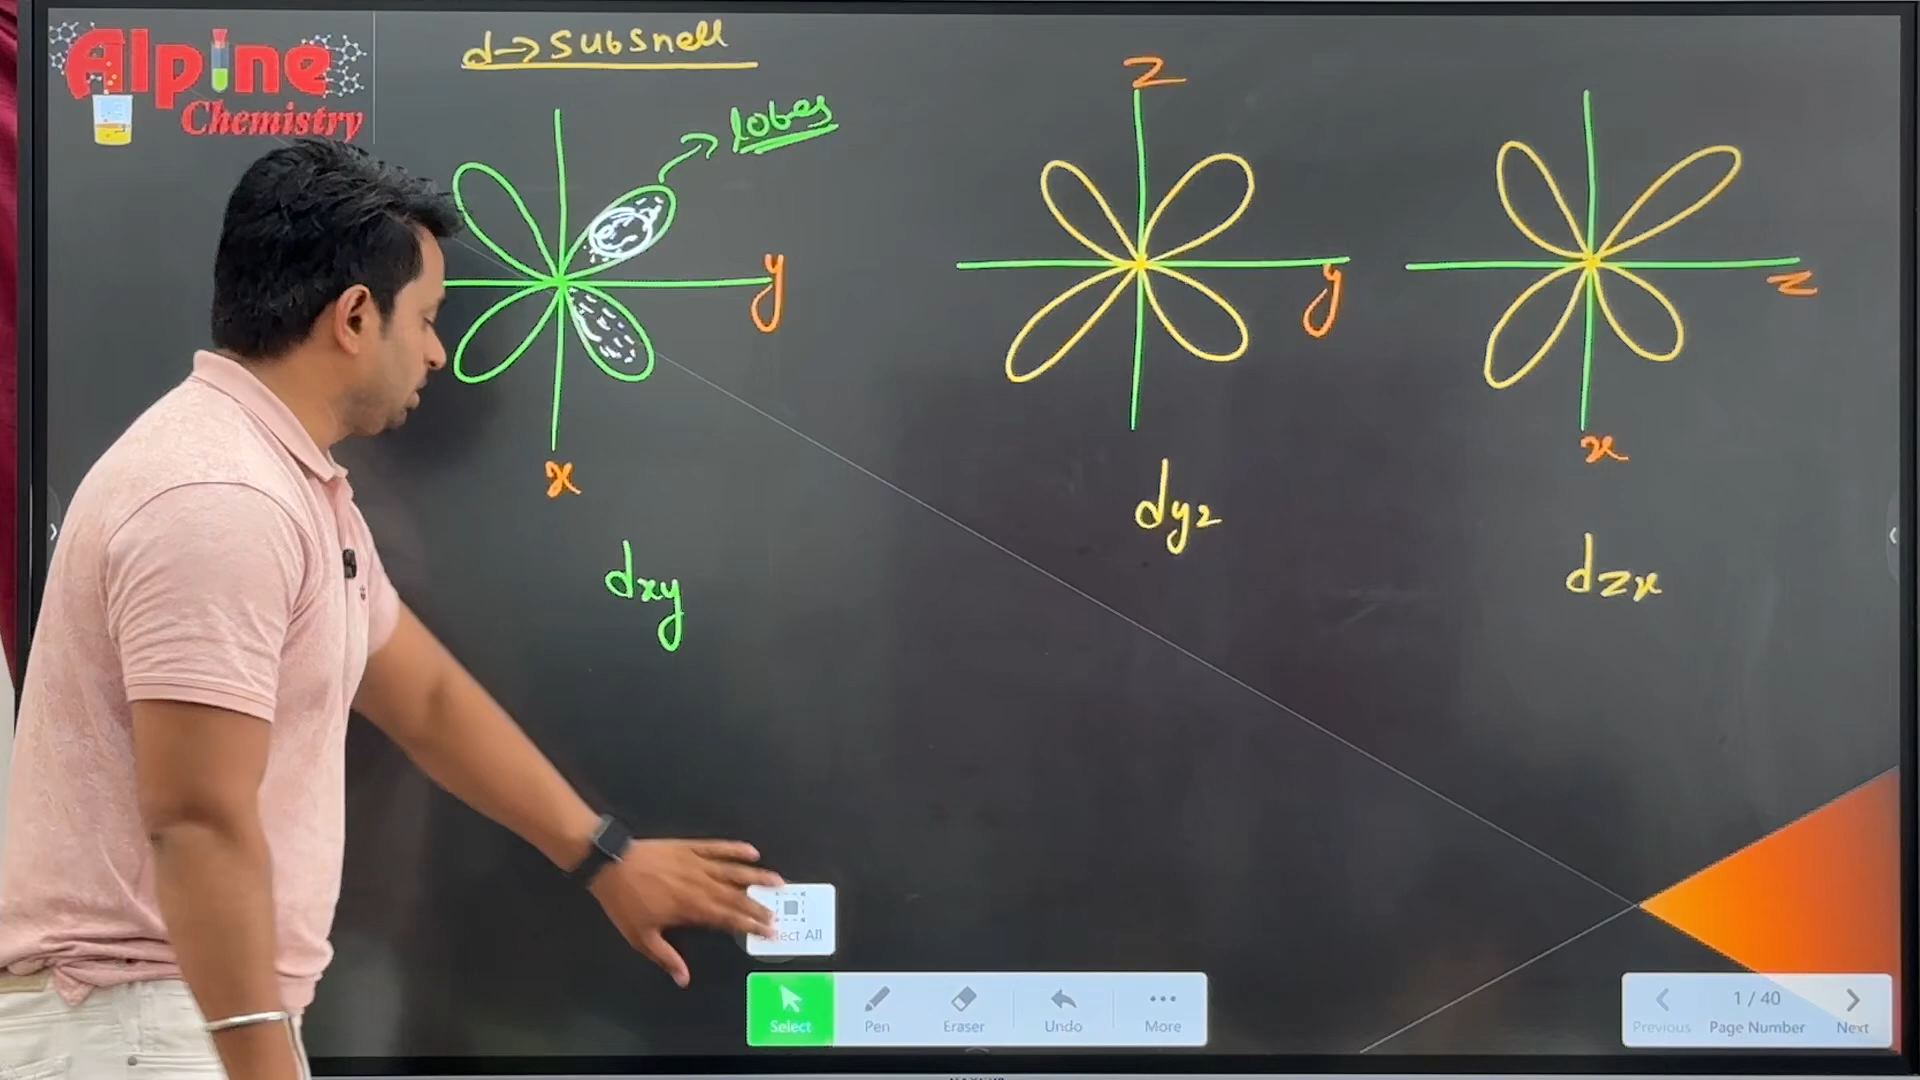 Alpine
Chemistry
d→subshell
lobes
y
x
dxy
z
y
dyz
z
x
dzx
Select All
Select
Pen
Eraser
Undo
More
Previous
1 / 40
Page Number
Next